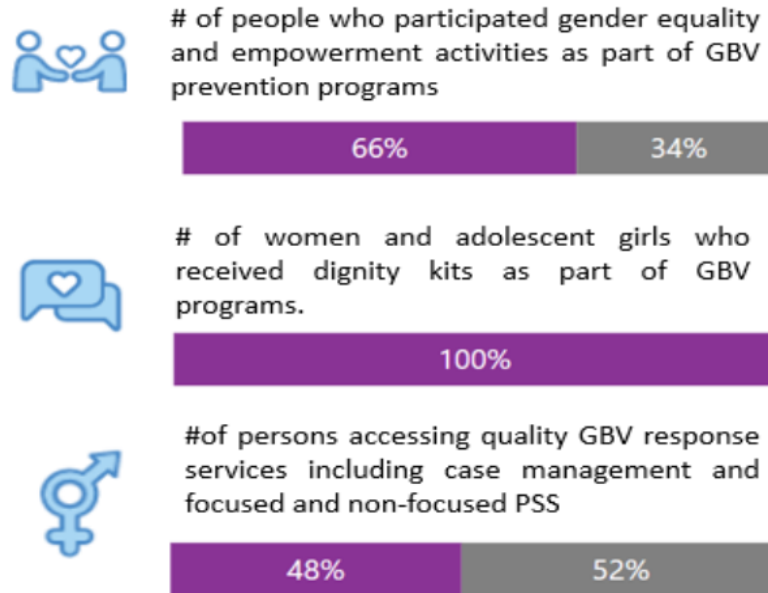 # of people who participated gender equality
and empowerment activities as part of GBV
prevention programs
66% 34%
# of women and adolescent girls who
received dignity kits as part of GBV
programs.
100%
#of persons accessing quality GBV response
services including case management and
focused and non-focused PSS
48% 52%